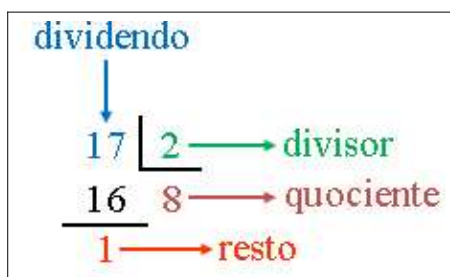 dividendo
17 2 divisor
16 8 quociente
1 resto